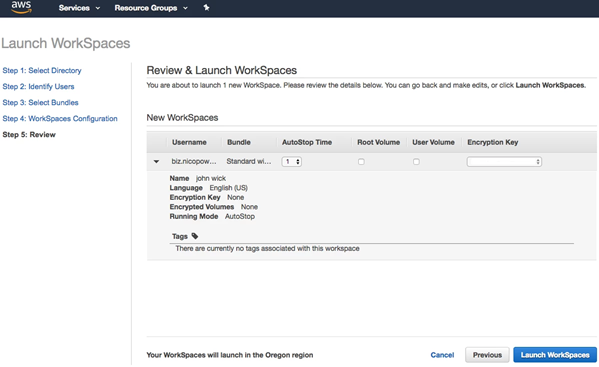 aws
Services
Resource Groups
Launch WorkSpaces
Step 1: Select Directory
Step 2: Identify Users
Step 3: Select Bundles
Step 4: WorkSpaces Configuration
Step 5: Review
Review & Launch WorkSpaces
You are about to launch 1 new WorkSpace. Please review the details below. You can go back and make edits, or click Launch WorkSpaces.
New WorkSpaces
Username Bundle AutoStop Time Root Volume User Volume Encryption Key
biz.nicopow... Standard wi... 1
Name john wick
Language English (US)
Encryption Key None
Encrypted Volumes None
Running Mode AutoStop
Tags
There are currently no tags associated with this workspace
Your WorkSpaces will launch in the Oregon region
Cancel
Previous
Launch WorkSpaces